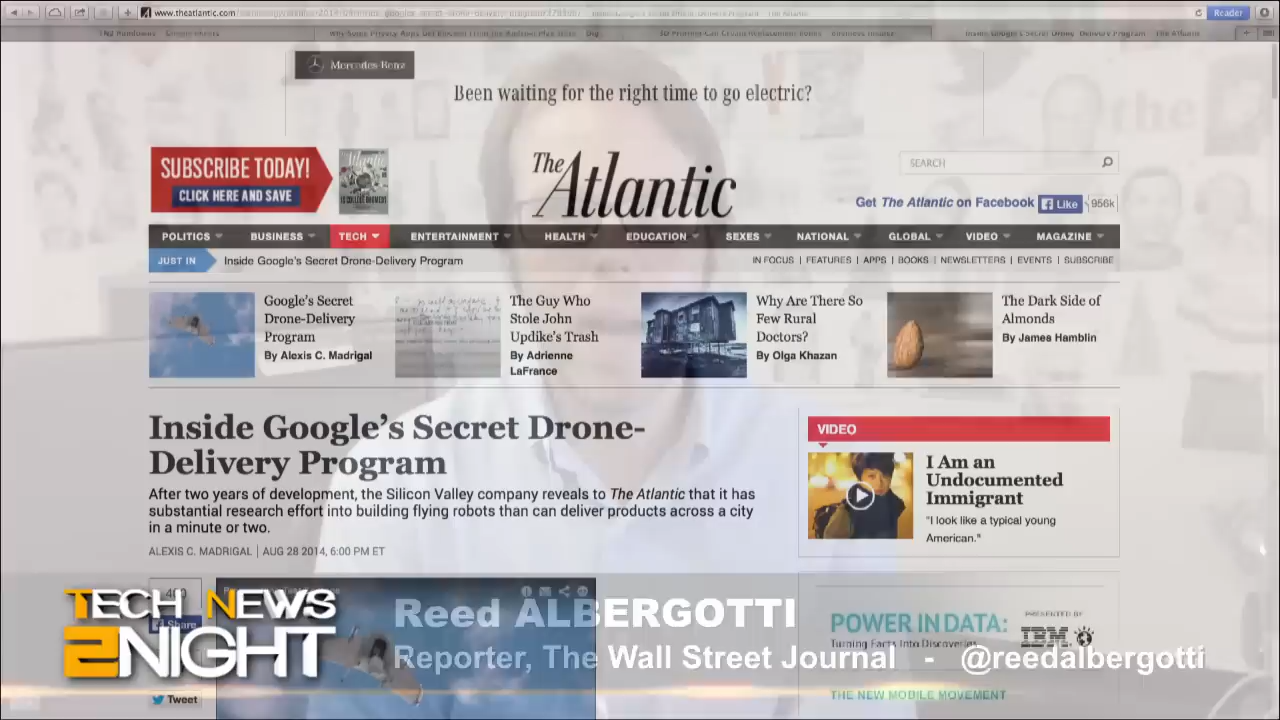 www.theatlantic.com
Reader
Mercedes-Benz
Been waiting for the right time to go electric?
SUBSCRIBE TODAY!
CLICK HERE AND SAVE
The Atlantic
SEARCH
Get The Atlantic on Facebook Like 956k
POLITICS BUSINESS TECH ENTERTAINMENT HEALTH EDUCATION SEXES NATIONAL GLOBAL VIDEO MAGAZINE
JUST IN Inside Google's Secret Drone-Delivery Program
IN FOCUS | FEATURES | APPS | BOOKS | NEWSLETTERS | EVENTS | SUBSCRIBE
Google's Secret
Drone-Delivery
Program
By Alexis C. Madrigal
The Guy Who
Stole John
Updike's Trash
By Adrienne
LaFrance
Why Are There So
Few Rural
Doctors?
By Olga Khazan
The Dark Side of
Almonds
By James Hamblin
Inside Google's Secret Drone-
Delivery Program
After two years of development, the Silicon Valley company reveals to The Atlantic that it has
substantial research effort into building flying robots than can deliver products across a city
in a minute or two.
ALEXIS C. MADRIGAL | AUG 28 2014, 6:00 PM ET
VIDEO
I Am an
Undocumented
Immigrant
"I look like a typical young
American."
Share
Tweet
POWER IN DATA:
Turning Facts Into Discoveries
PRESENTED BY
IBM
THE NEW MOBILE MOVEMENT
TECH NEWS
2NIGHT
Reed ALBERGOTTI
Reporter, The Wall Street Journal - @reedalbergotti